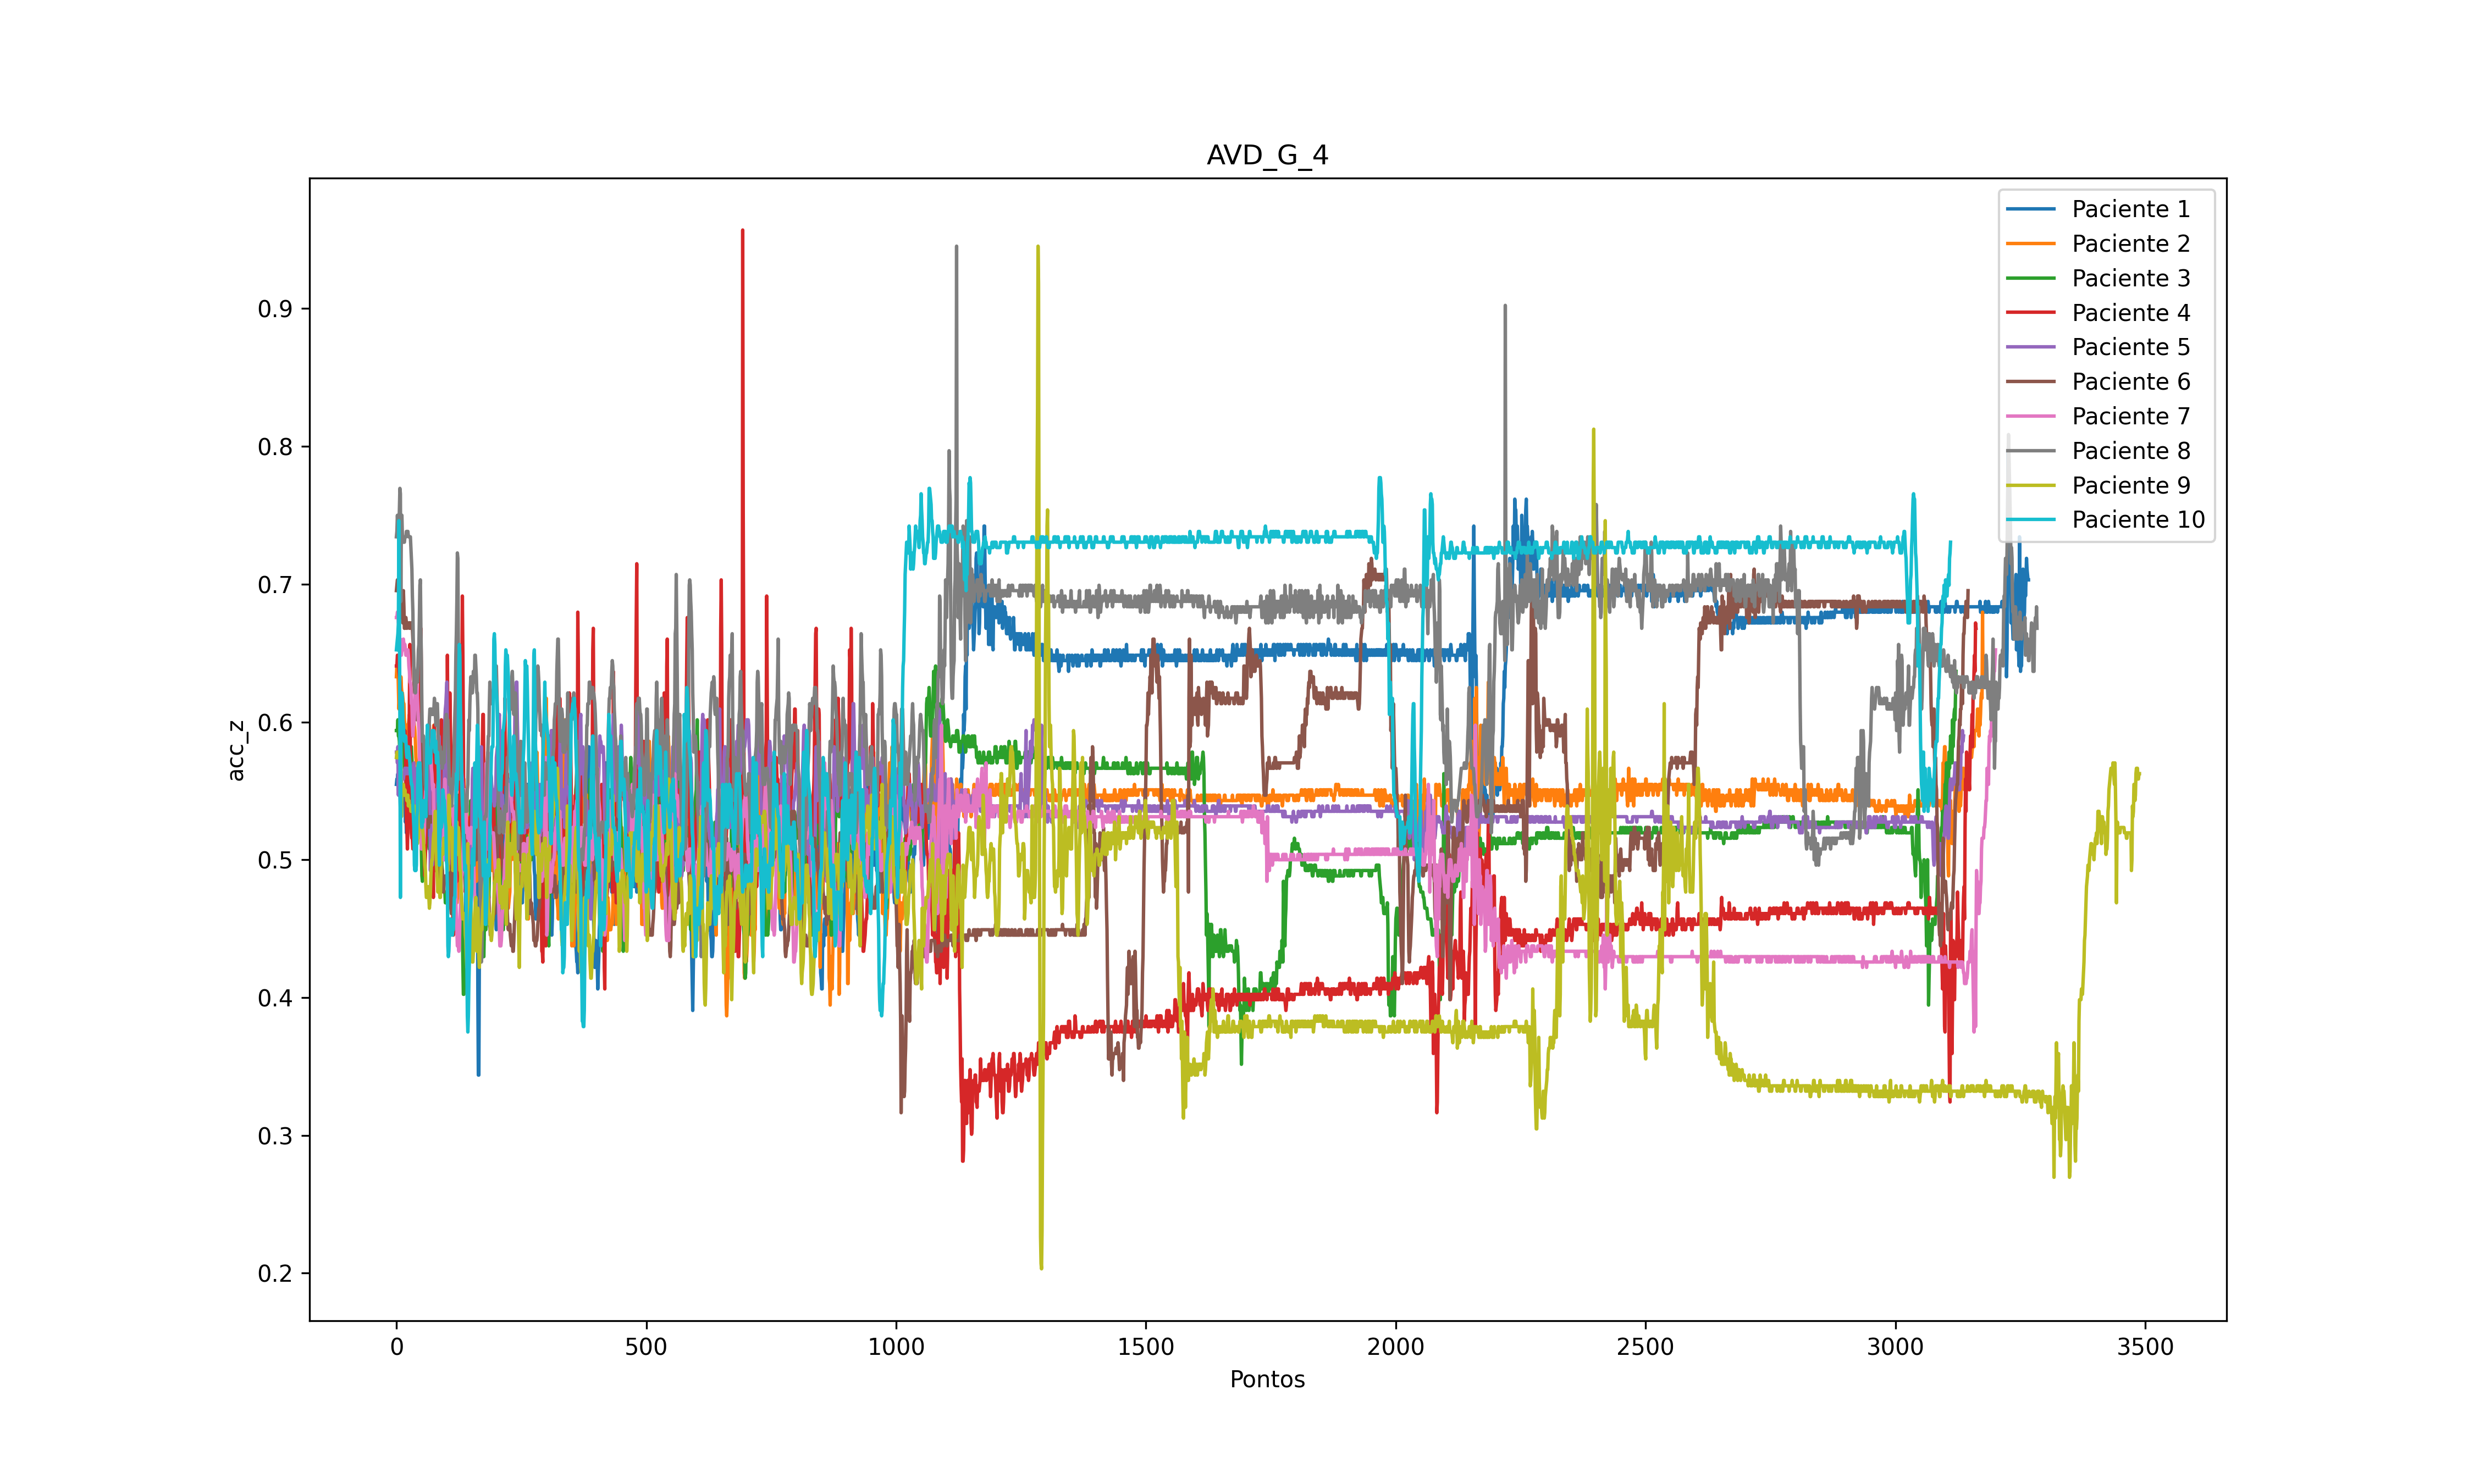 AVD_G_4
acc_z
0.9
0.8
0.7
0.6
0.5
0.4
0.3
0.2
0 500 1000 1500 2000 2500 3000 3500
Pontos
Paciente 1
Paciente 2
Paciente 3
Paciente 4
Paciente 5
Paciente 6
Paciente 7
Paciente 8
Paciente 9
Paciente 10